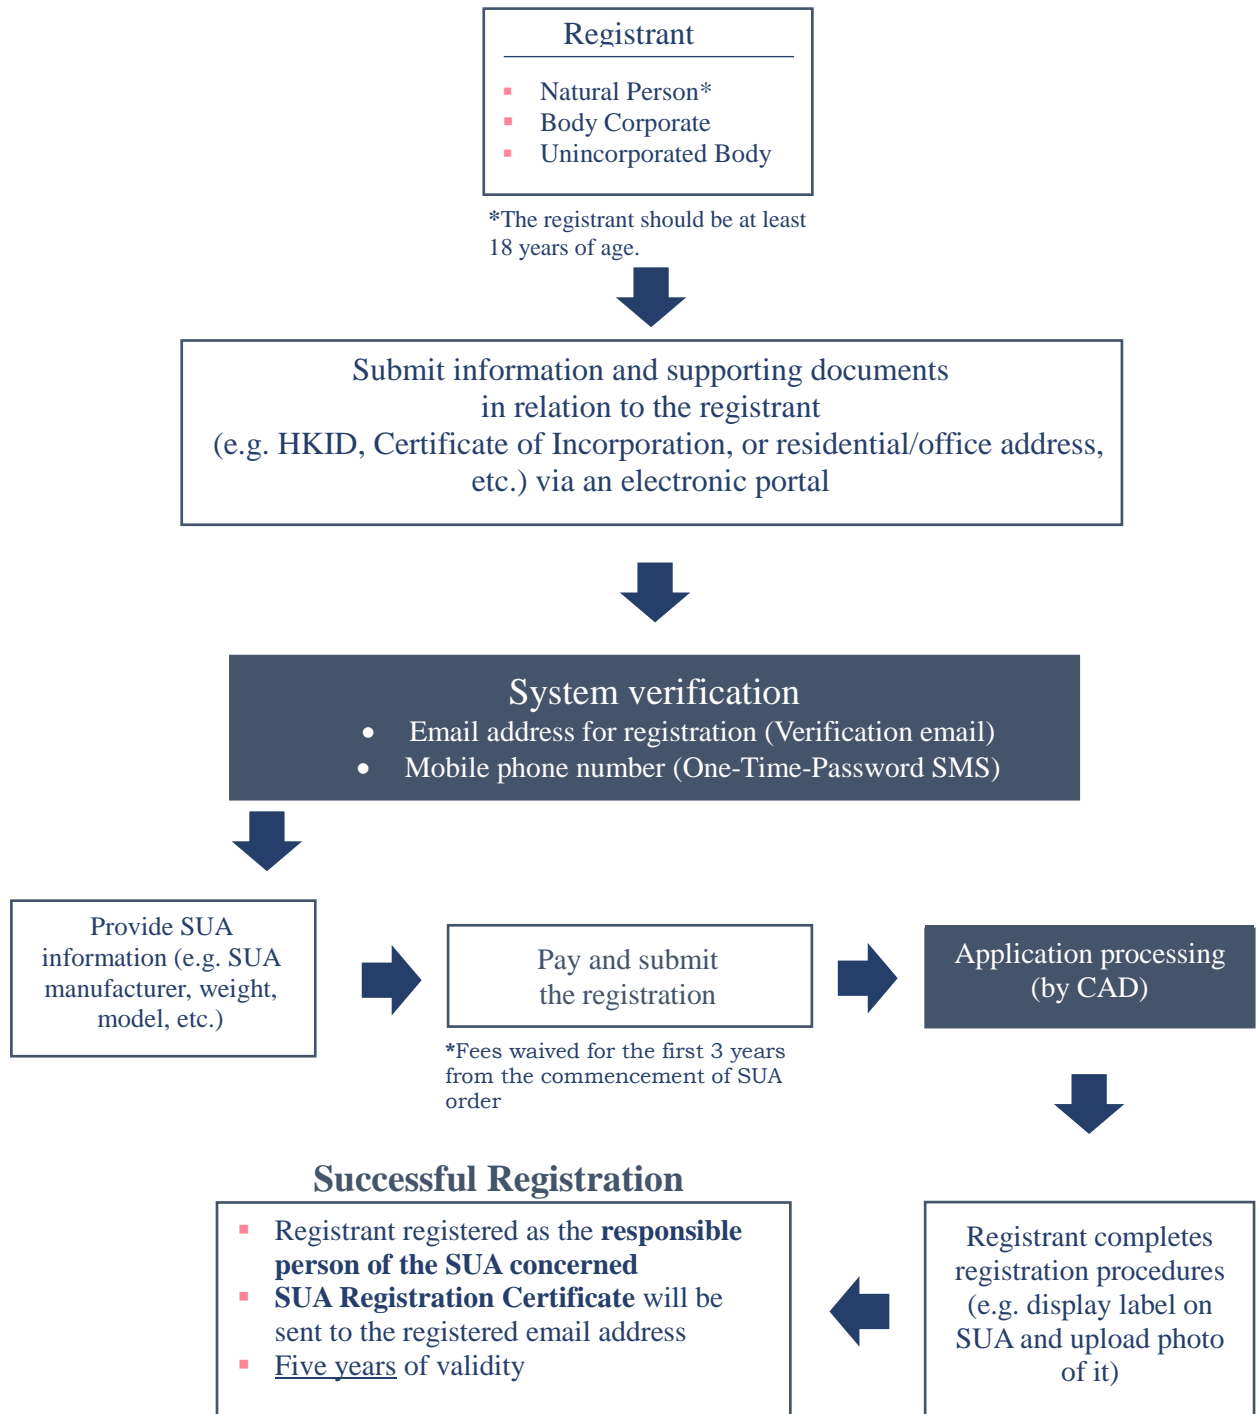 Registrant
Natural Person*
Body Corporate
Unincorporated Body
*The registrant should be at least
18 years of age.
Submit information and supporting documents
in relation to the registrant
(e.g. HKID, Certificate of Incorporation, or residential/office address,
etc.) via an electronic portal
System verification
Email address for registration (Verification email)
Mobile phone number (One-Time-Password SMS)
Provide SUA
information (e.g. SUA
manufacturer, weight,
model, etc.)
Pay and submit
the registration
*Fees waived for the first 3 years
from the commencement of SUA
order
Application processing
(by CAD)
Registrant completes
registration procedures
(e.g. display label on
SUA and upload photo
of it)
Successful Registration
Registrant registered as the responsible
person of the SUA concerned
SUA Registration Certificate will be
sent to the registered email address
Five years of validity